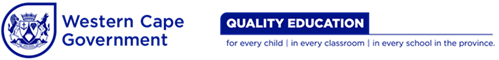 Western Cape
Government
QUALITY EDUCATION
for every child | in every classroom | in every school in the province.